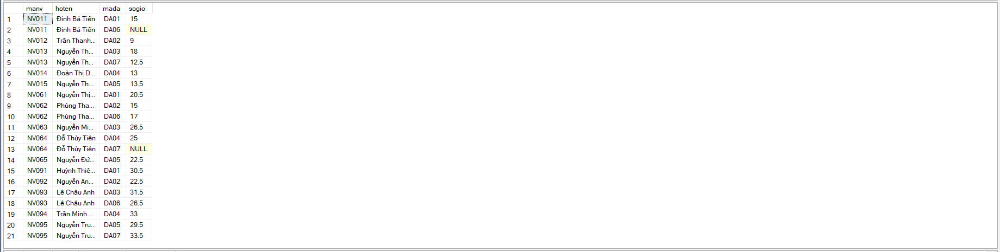 manv hoten mada sogio
1 NV011 Đinh Bá Tiến DA01 15
2 NV011 Đinh Bá Tiến DA06 NULL
3 NV012 Trần Thanh... DA02 9
4 NV013 Nguyễn Th... DA03 18
5 NV013 Nguyễn Th... DA07 12.5
6 NV014 Đoàn Thị D... DA04 13
7 NV015 Nguyễn Th... DA05 13.5
8 NV061 Nguyễn Thị... DA01 20.5
9 NV062 Phùng Tha... DA02 15
10 NV062 Phùng Tha... DA06 17
11 NV063 Nguyễn Mi... DA03 26.5
12 NV064 Đỗ Thùy Tiên DA04 25
13 NV064 Đỗ Thùy Tiên DA07 NULL
14 NV065 Nguyễn Đứ... DA05 22.5
15 NV091 Huỳnh Thiê... DA01 30.5
16 NV092 Nguyễn An... DA02 22.5
17 NV093 Lê Châu Anh DA03 31.5
18 NV093 Lê Châu Anh DA06 26.5
19 NV094 Trần Minh ... DA04 33
20 NV095 Nguyễn Tru... DA05 29.5
21 NV095 Nguyễn Tru... DA07 33.5